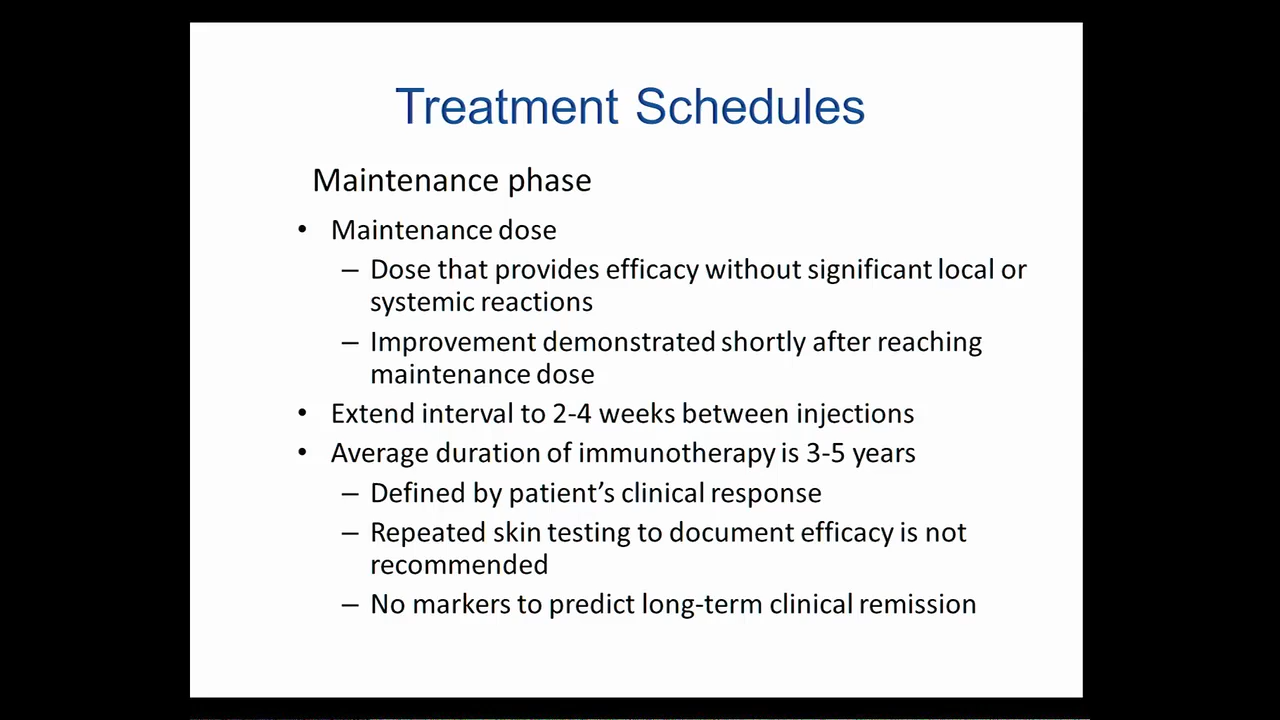 Treatment Schedules
Maintenance phase
• Maintenance dose
– Dose that provides efficacy without significant local or
systemic reactions
– Improvement demonstrated shortly after reaching
maintenance dose
• Extend interval to 2-4 weeks between injections
• Average duration of immunotherapy is 3-5 years
– Defined by patient’s clinical response
– Repeated skin testing to document efficacy is not
recommended
– No markers to predict long-term clinical remission